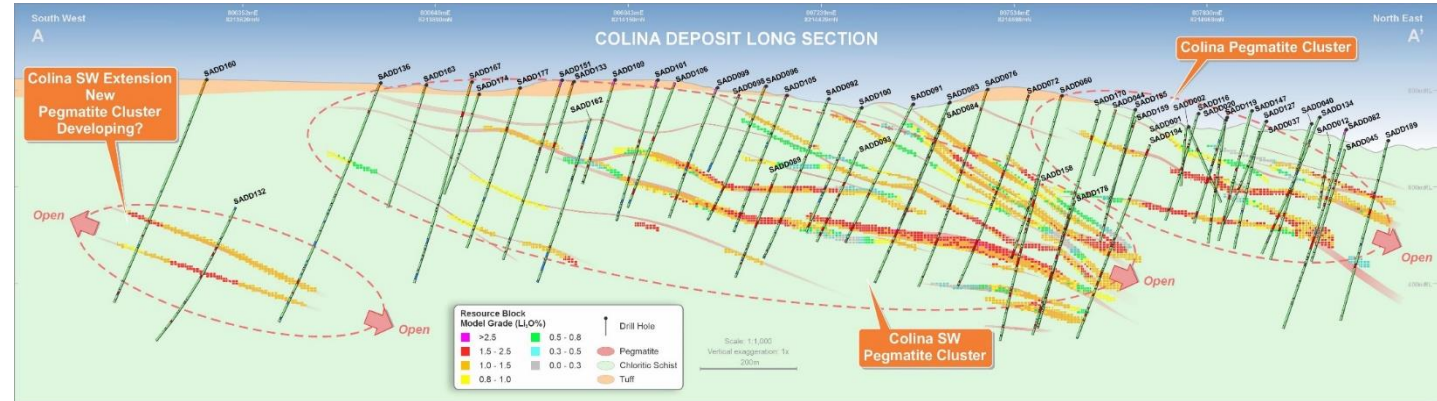 South West
North East
A
A'
COLINA DEPOSIT LONG SECTION
Colina SW Extension
New
Pegmatite Cluster
Developing?
Colina Pegmatite Cluster
SADD160
SADD136
SADD163
SADD167
SADD174
SADD177
SADD151
SADD133
SADD162
SADD109
SADD101
SADD106
SADD099
SADD098
SADD096
SADD105
SADD092
SADD100
SADD093
SADD089
SADD091
SADD083
SADD084
SADD076
SADD072
SADD080
SADD158
SADD178
SADD170
SADD044
SADD165
SADD159
SADD001
SADD194
SADD002
SADD116
SADD020
SADD119
SADD147
SADD127
SADD037
SADD040
SADD134
SADD012
SADD082
SADD045
SADD189
SADD132
Open
Open
Open
Open
Colina SW
Pegmatite Cluster
Resource Block
Model Grade (Li₂O%)
>2.5
1.5 - 2.5
1.0 - 1.5
0.8 - 1.0
0.5 - 0.8
0.3 - 0.5
0.0 - 0.3
Drill Hole
Pegmatite
Chloritic Schist
Tuff
Scale: 1:1,000
Vertical exaggeration: 1x
200m